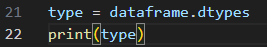 21 type = dataframe.dtypes
22 print(type)